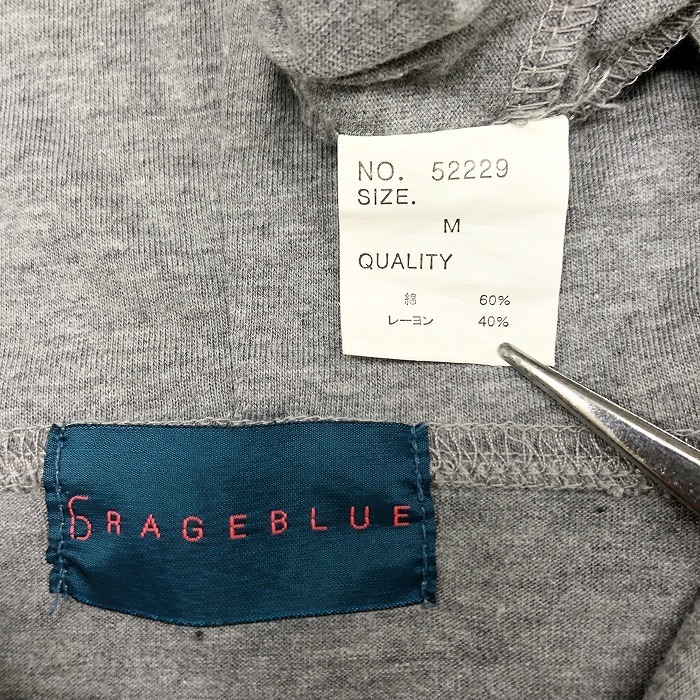 NO. 52229
SIZE.
M
QUALITY
綿 60%
レーヨン 40%
RAGEBLUE